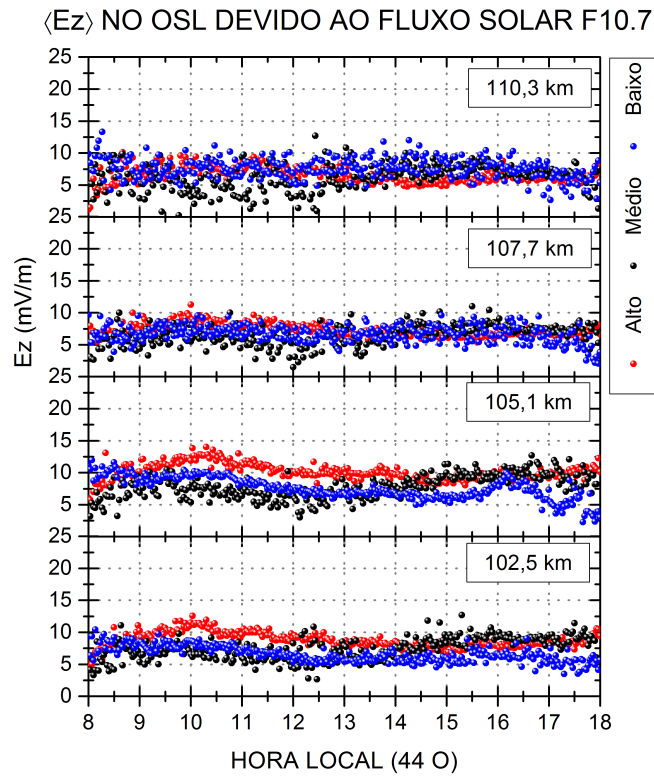 ⟨Ez⟩ NO OSL DEVIDO AO FLUXO SOLAR F10.7
25
20
15
10
5
110,3 km
25
20
15
10
5
107,7 km
25
20
15
10
5
105,1 km
25
20
15
10
5
0
102,5 km
Ez (mV/m)
8 9 10 11 12 13 14 15 16 17 18
HORA LOCAL (44 O)
Alto Médio Baixo